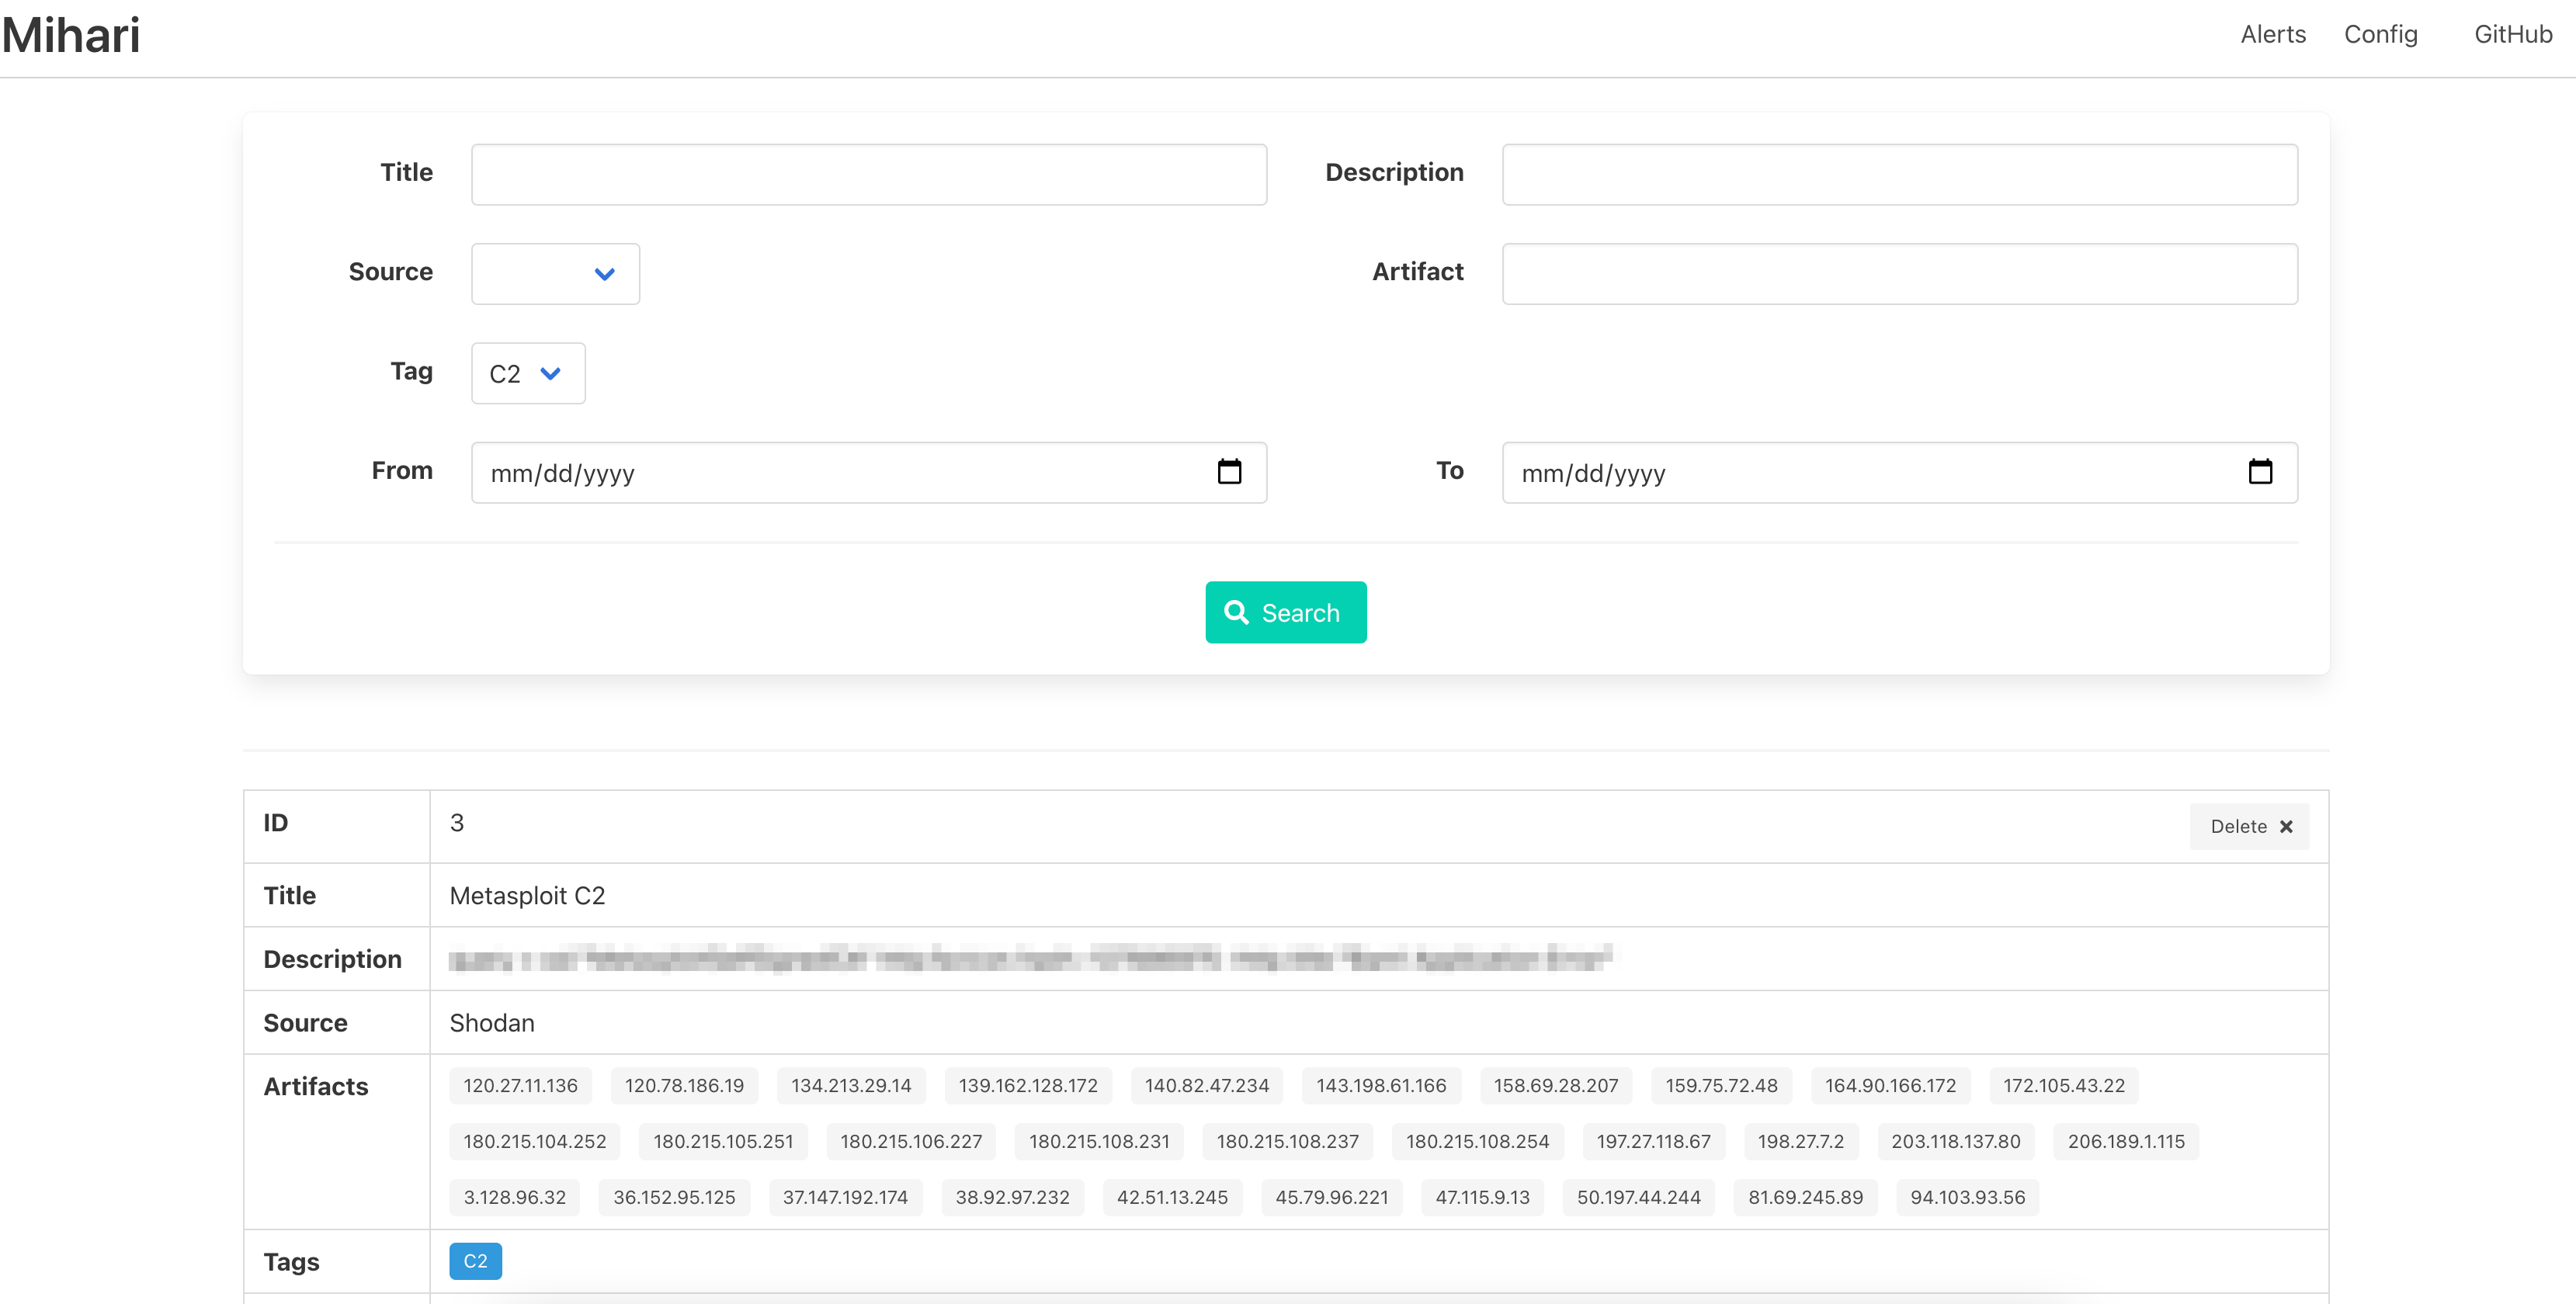 Mihari Alerts Config GitHub
Title Description
Source Artifact
Tag C2
From mm/dd/yyyy To mm/dd/yyyy
Search
ID 3 Delete
Title Metasploit C2
Description
Source Shodan
Artifacts 120.27.11.136 120.78.186.19 134.213.29.14 139.162.128.172 140.82.47.234 143.198.61.166 158.69.28.207 159.75.72.48 164.90.166.172 172.105.43.22
180.215.104.252 180.215.105.251 180.215.106.227 180.215.108.231 180.215.108.237 180.215.108.254 197.27.118.67 198.27.7.2 203.118.137.80 206.189.1.115
3.128.96.32 36.152.95.125 37.147.192.174 38.92.97.232 42.51.13.245 45.79.96.221 47.115.9.13 50.197.44.244 81.69.245.89 94.103.93.56
Tags C2